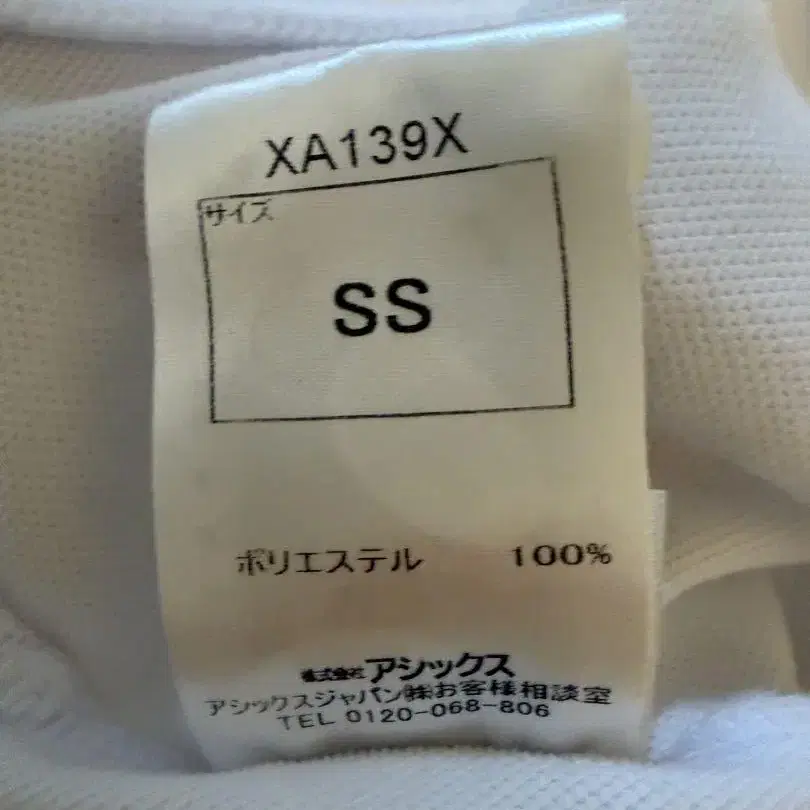 XA139X
サイズ
SS
ポリエステル 100%
株式会社アシックス
アシックスジャパン㈱お客様相談室
TEL 0120-068-806